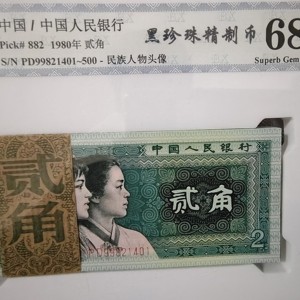 中国 / 中国人民银行
Pick# 882 1980年 贰角
S/N PD99821401~500 - 民族人物头像
黑珍珠精制币
68
Superb Gem
贰角
中国人民银行
贰角
PD99821401
2